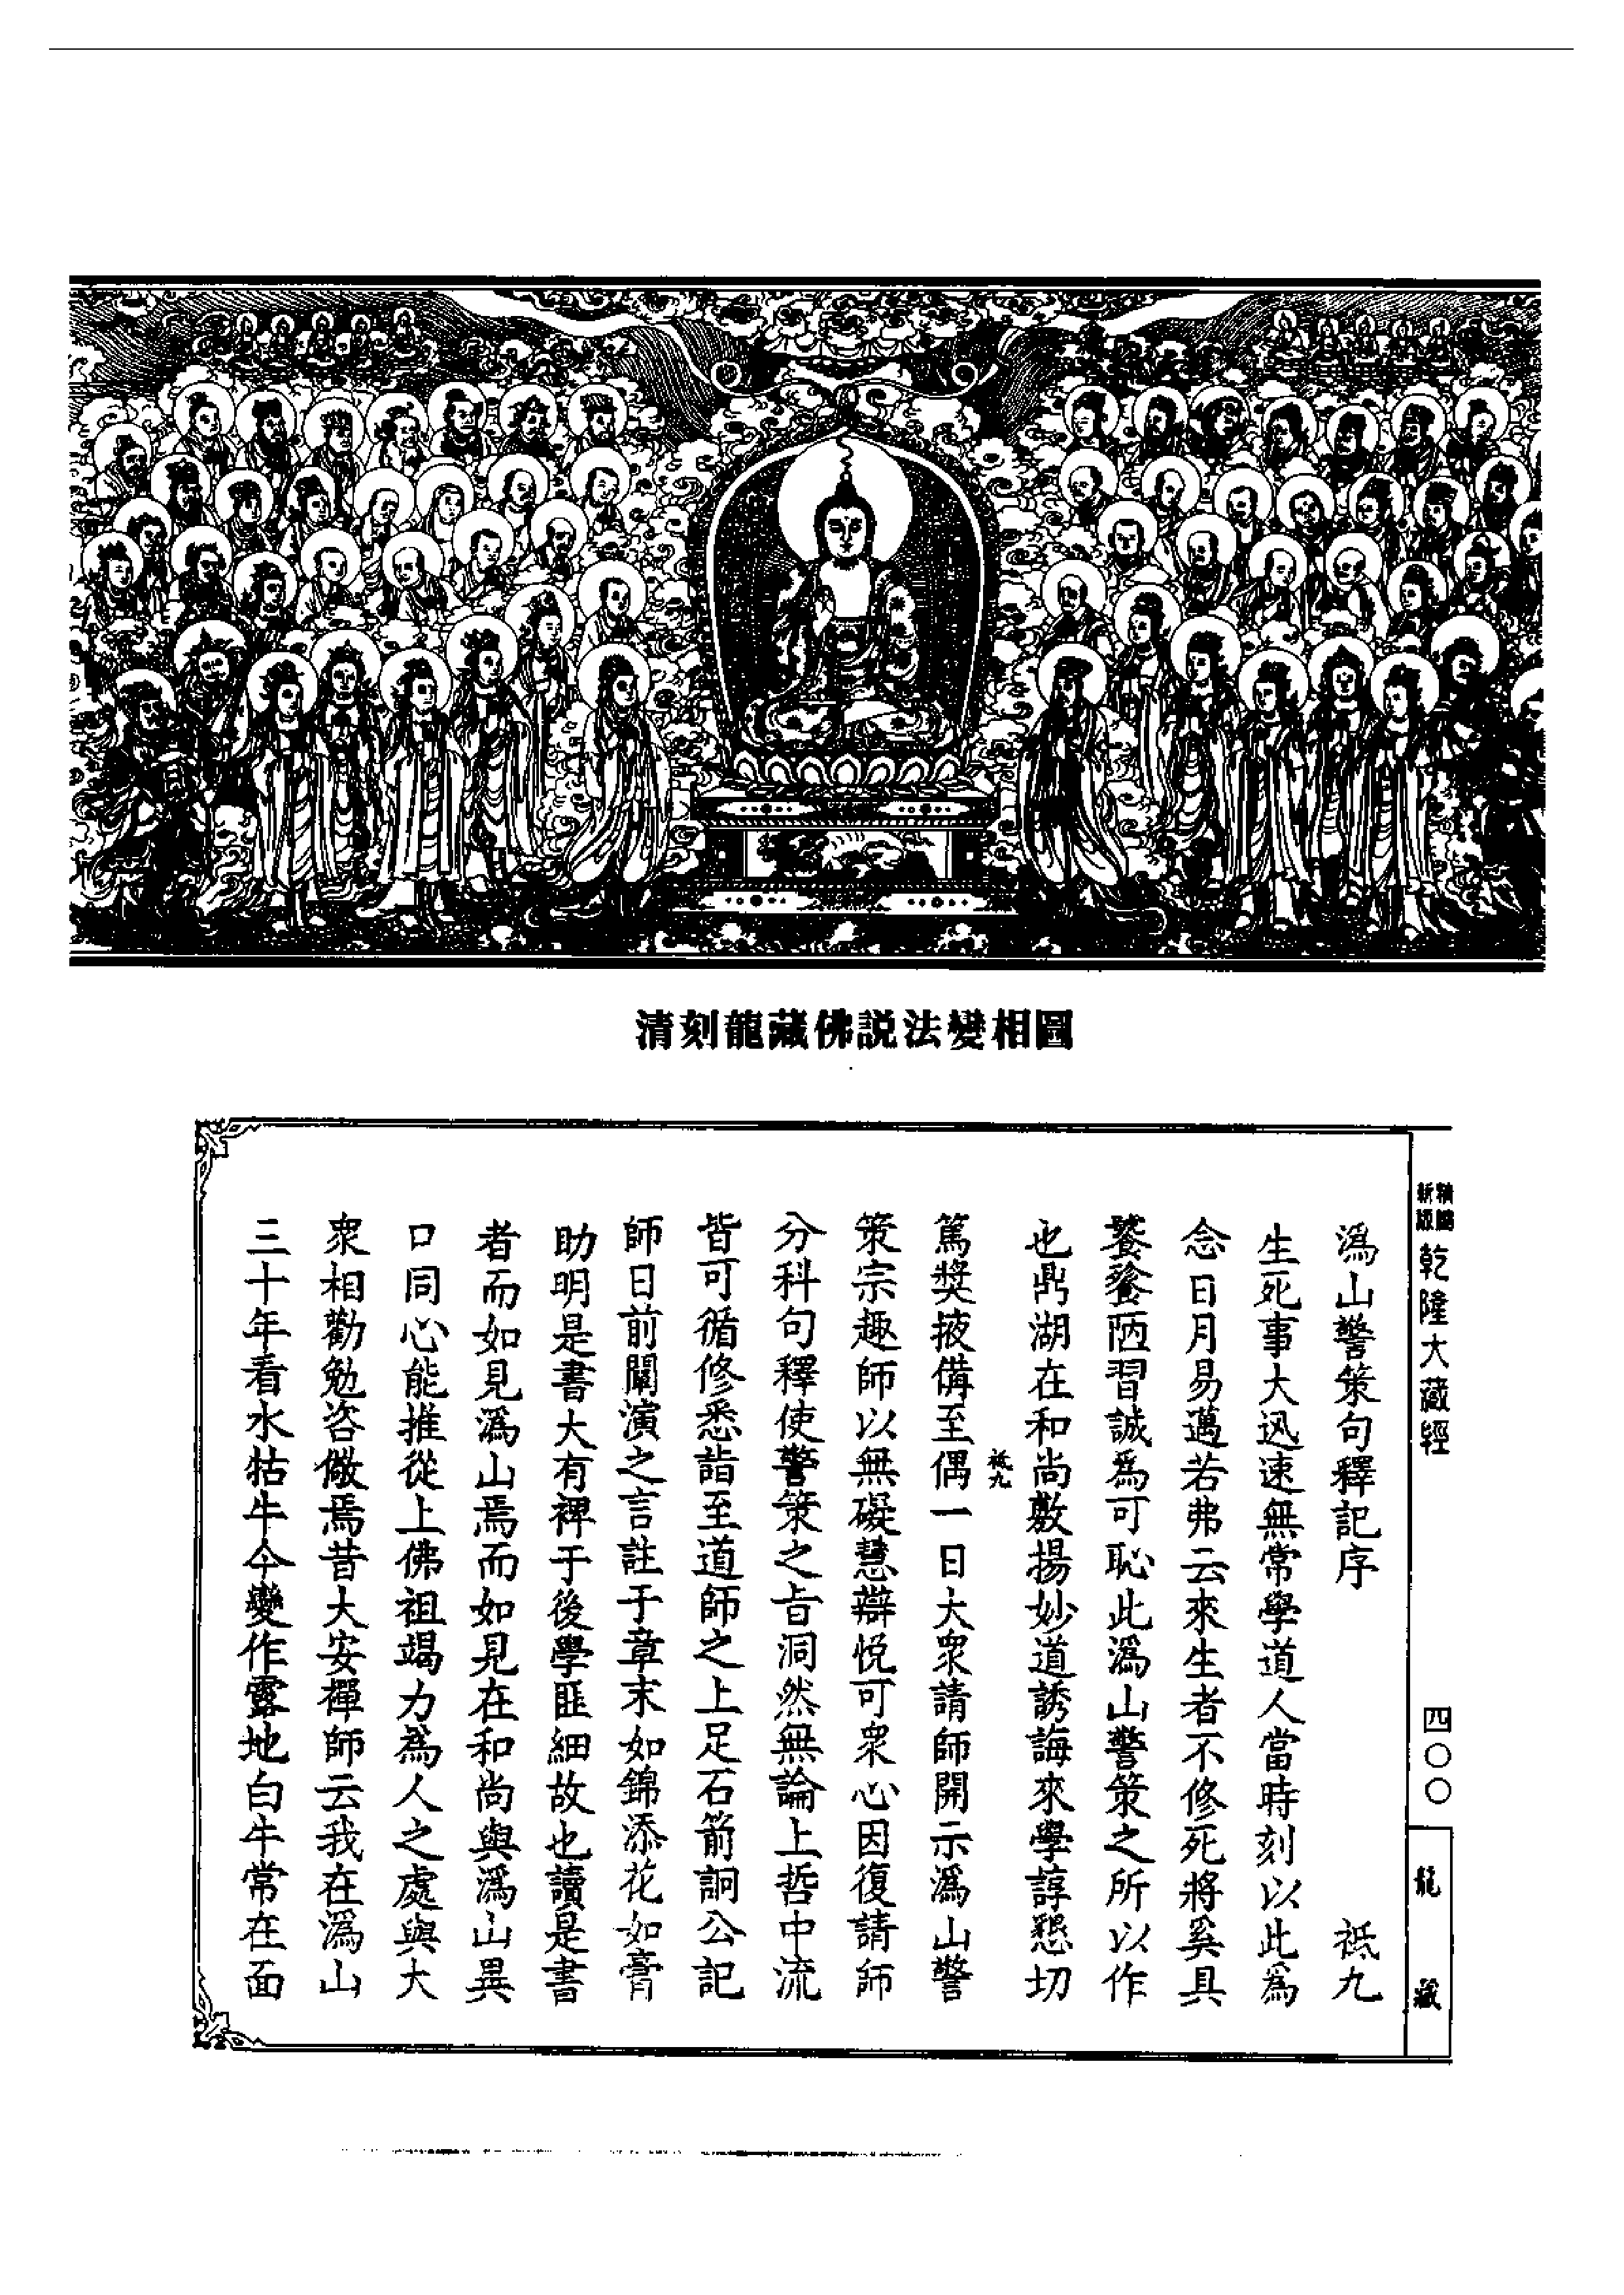 清刻龍藏佛説法變相圖
乾隆大藏經
四〇〇
龍藏
溈山警策句釋記序
祗九
生死事大迅速無常學道人當時刻以此爲
念日月易邁若弗云來生者不修死將奚具
饕餮陋習誠爲可恥此溈山警策之所以作
也鼎湖在和尚敷揚妙道誘誨來學諄懇切
祗九
篤獎掖備至偶一日大衆請師開示溈山警
策宗趣師以無礙慧辯悅可衆心因復請師
分科句釋使警策之旨洞然無論上哲中流
皆可循修悉詣至道師之上足石箭詷公記
師日前闡演之言註于章末如錦添花如膏
助明是書大有裨于後學匪細故也讀是書
者而如見溈山焉而如見在和尚與溈山異
口同心能推從上佛祖竭力爲人之處與大
衆相勸勉咨儆焉昔大安禪師云我在溈山
三十年看水牯牛今變作露地白牛常在面